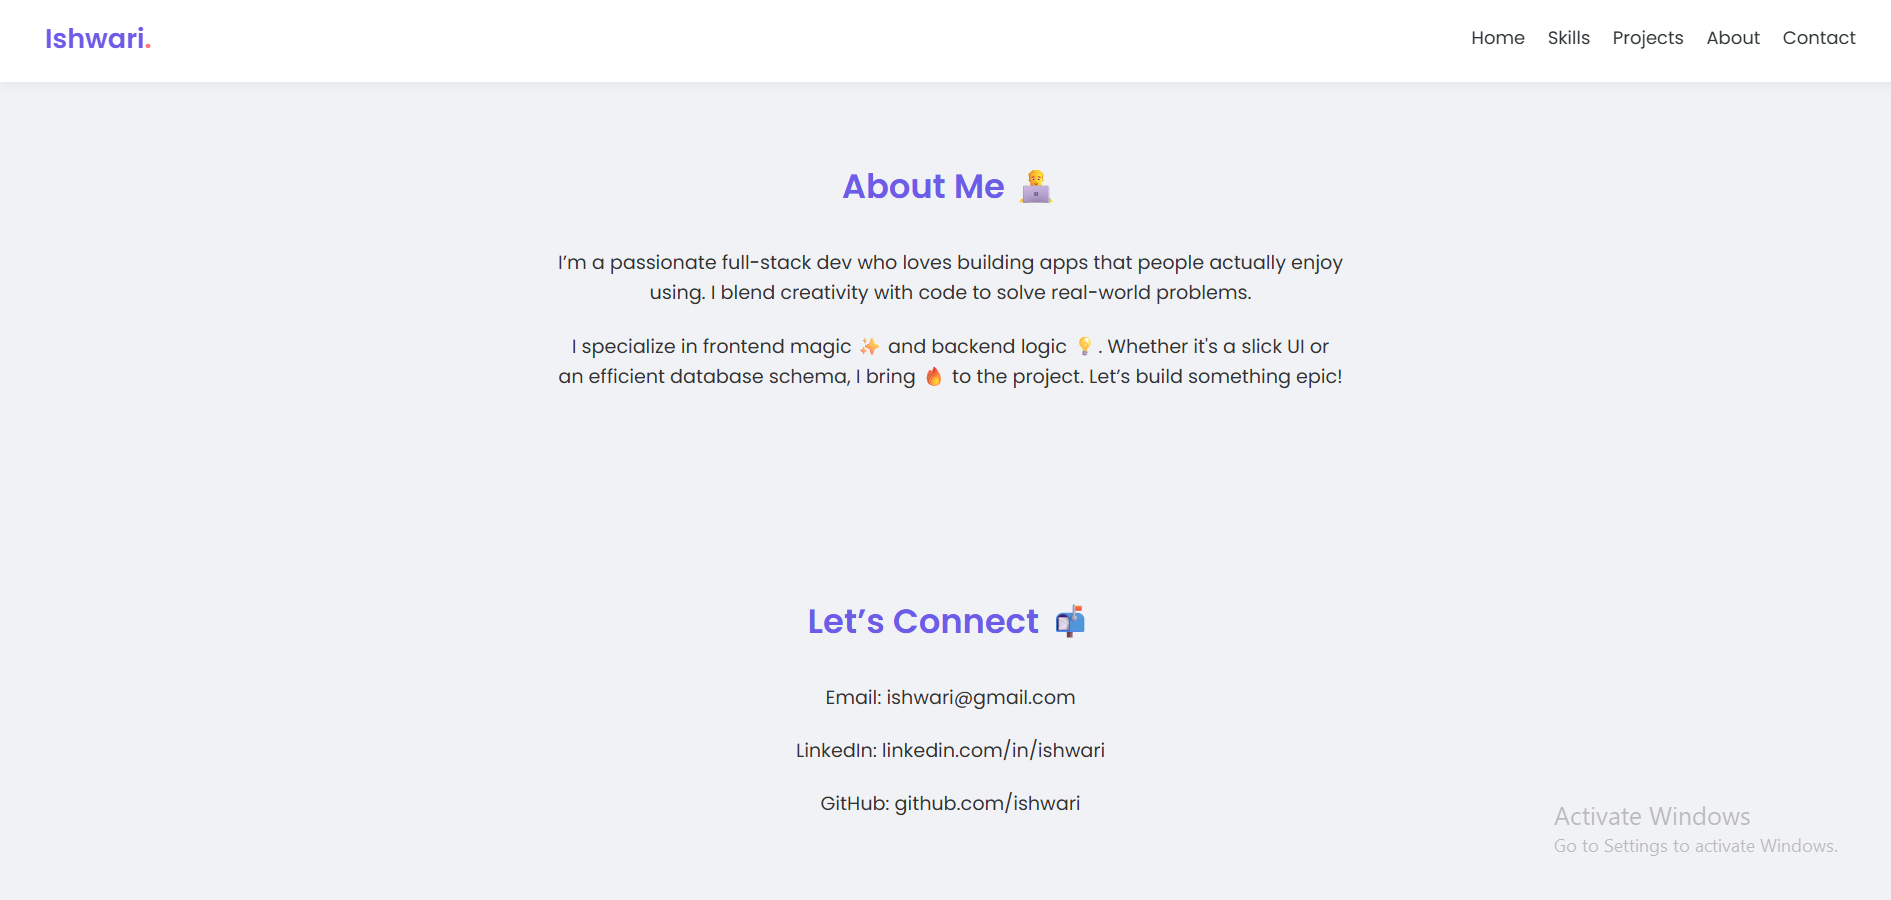 Ishwari.
Home Skills Projects About Contact
About Me 🧑‍💻
I’m a passionate full-stack dev who loves building apps that people actually enjoy
using. I blend creativity with code to solve real-world problems.
I specialize in frontend magic ✨ and backend logic 💡. Whether it's a slick UI or
an efficient database schema, I bring 🔥 to the project. Let’s build something epic!
Let’s Connect 📬
Email: ishwari@gmail.com
LinkedIn: linkedin.com/in/ishwari
GitHub: github.com/ishwari
Activate Windows
Go to Settings to activate Windows.